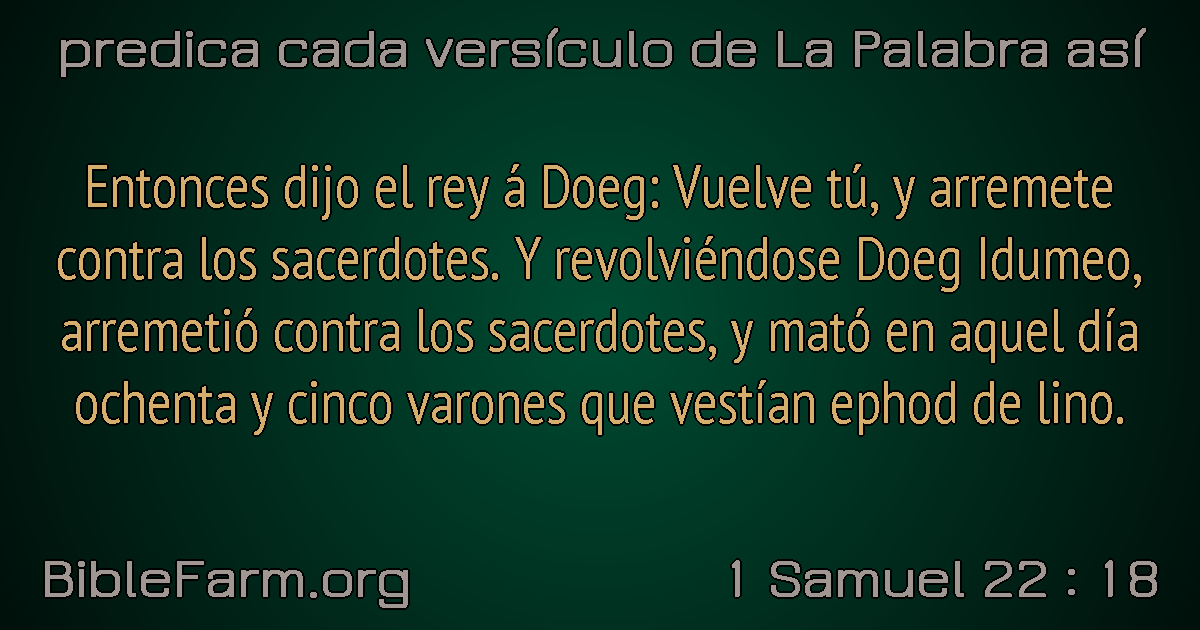 predica cada versículo de La Palabra así
Entonces dijo el rey á Doeg: Vuelve tú, y arremete
contra los sacerdotes. Y revolviéndose Doeg Idumeo,
arremetió contra los sacerdotes, y mató en aquel día
ochenta y cinco varones que vestían ephod de lino.
BibleFarm.org
1 Samuel 22 : 18